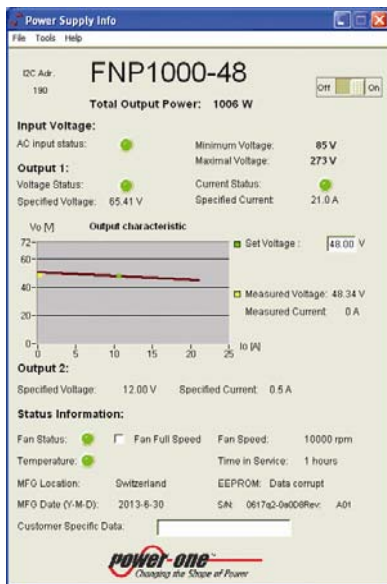 Power Supply Info
File Tools Help
I2C Adr.
190
FNP1000-48
Off On
Total Output Power: 1006 W
Input Voltage:
AC input status:
Minimum Voltage: 85 V
Maximal Voltage: 273 V
Output 1:
Voltage Status:
Current Status:
Specified Voltage: 65.41 V
Specified Current: 21.0 A
Vo [V] Output characteristic
72
60
40
20
0
0 5 10 15 20 25 Io [A]
Set Voltage : 48.00 V
Measured Voltage: 48.34 V
Measured Current: 0 A
Output 2:
Specified Voltage: 12.00 V Specified Current: 0.5 A
Status Information:
Fan Status: Fan Full Speed Fan Speed: 10000 rpm
Temperature: Time in Service: 1 hours
MFG Location: Switzerland EEPROM: Data corrupt
MFG Date (Y-M-D): 2013-6-30 S/N: 0617q2-0a0D8Rev: A01
Customer Specific Data:
power-one
Changing the Shape of Power